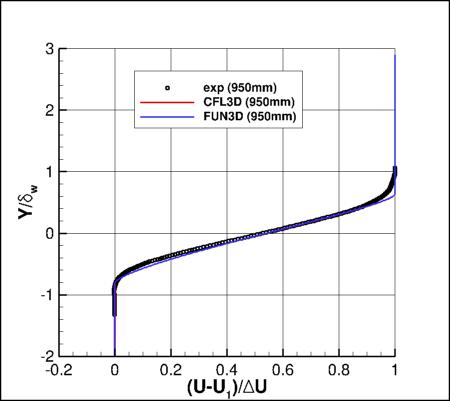 3
exp (950mm)
CFL3D (950mm)
FUN3D (950mm)
2
1
Y/δw
0
-1
-2
-0.2 0 0.2 0.4 0.6 0.8 1
(U-U1)/ΔU